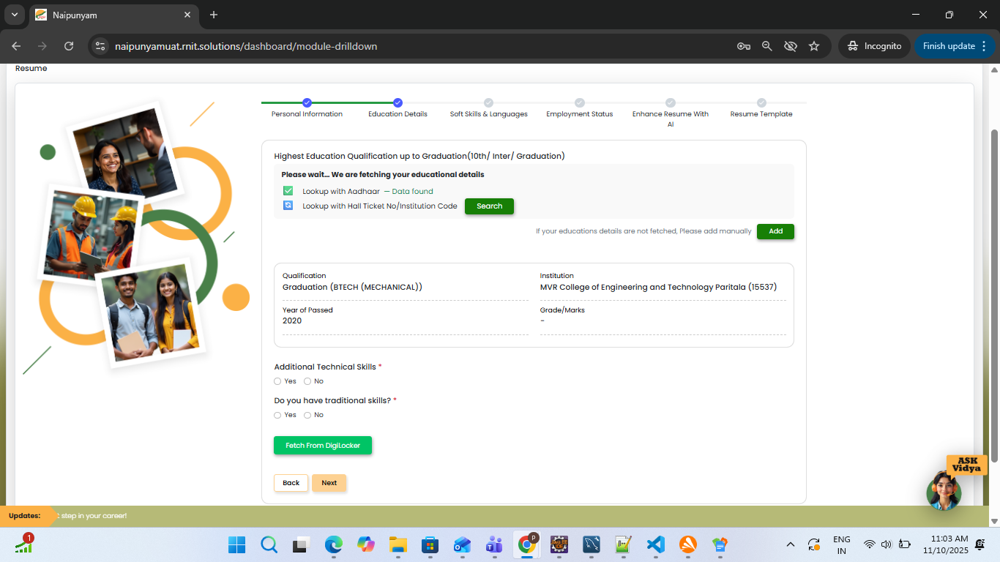 Naipunyam
naipunyamuat.rnit.solutions/dashboard/module-drilldown
Incognito
Finish update
Resume
Personal Information
Education Details
Soft Skills & Languages
Employment Status
Enhance Resume With
AI
Resume Template
Highest Education Qualification up to Graduation(10th/ Inter/ Graduation)
Please wait... We are fetching your educational details
Lookup with Aadhaar — Data found
Lookup with Hall Ticket No/Institution Code
Search
If your educations details are not fetched, Please add manually
Add
Qualification
Graduation (BTECH (MECHANICAL))
Institution
MVR College of Engineering and Technology Paritala (15537)
Year of Passed
2020
Grade/Marks
-
Additional Technical Skills *
Yes No
Do you have traditional skills? *
Yes No
Fetch From DigiLocker
Back
Next
ASK
Vidya
Updates:
t step in your career!
1
P
ENG
IN
11:03 AM
11/10/2025